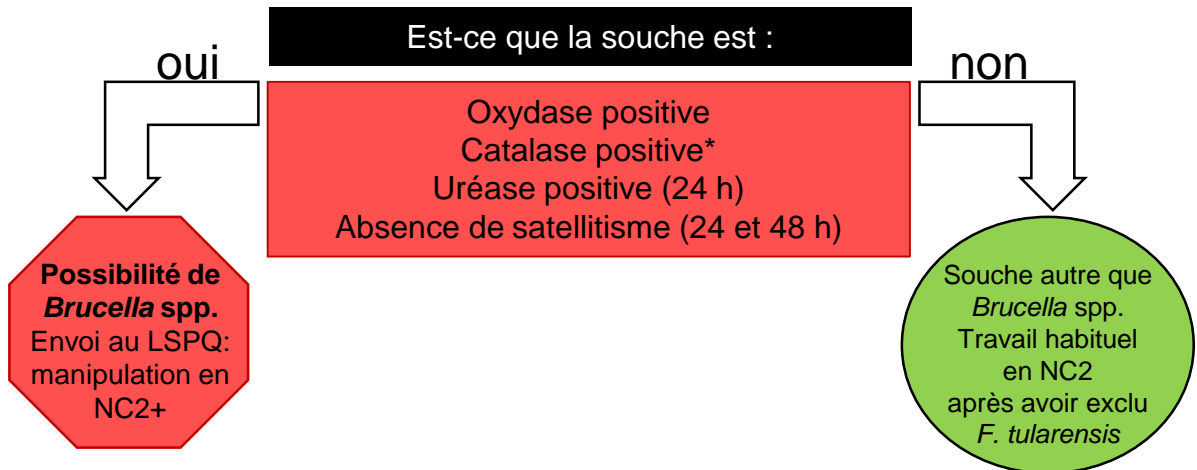 Est-ce que la souche est :
oui
non
Oxydase positive
Catalase positive*
Uréase positive (24 h)
Absence de satellitisme (24 et 48 h)
Possibilité de
Brucella spp.
Envoi au LSPQ:
manipulation en
NC2+
Souche autre que
Brucella spp.
Travail habituel
en NC2
après avoir exclu
F. tularensis